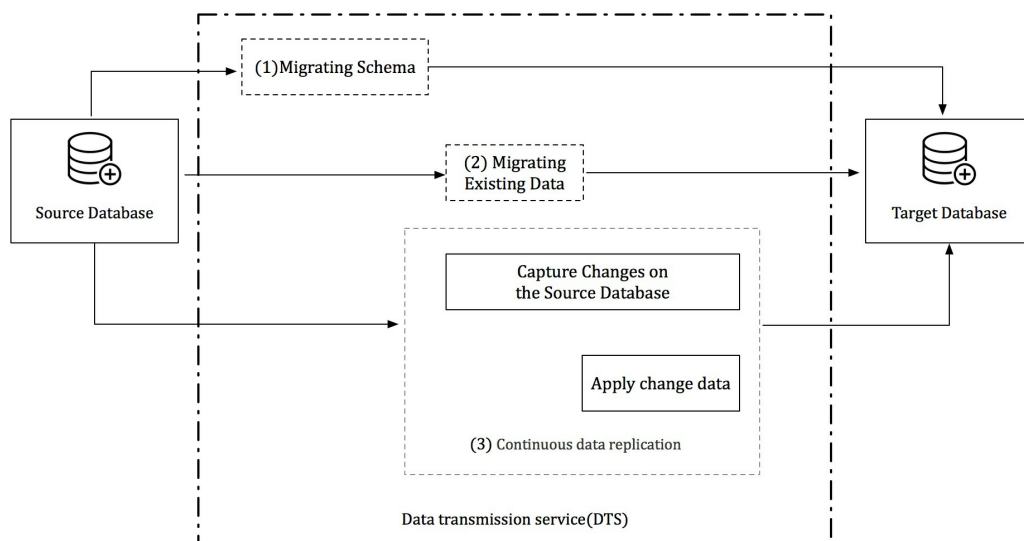 (1)Migrating Schema
(2) Migrating
Existing Data
Source Database
Target Database
Capture Changes on
the Source Database
Apply change data
(3) Continuous data replication
Data transmission service(DTS)